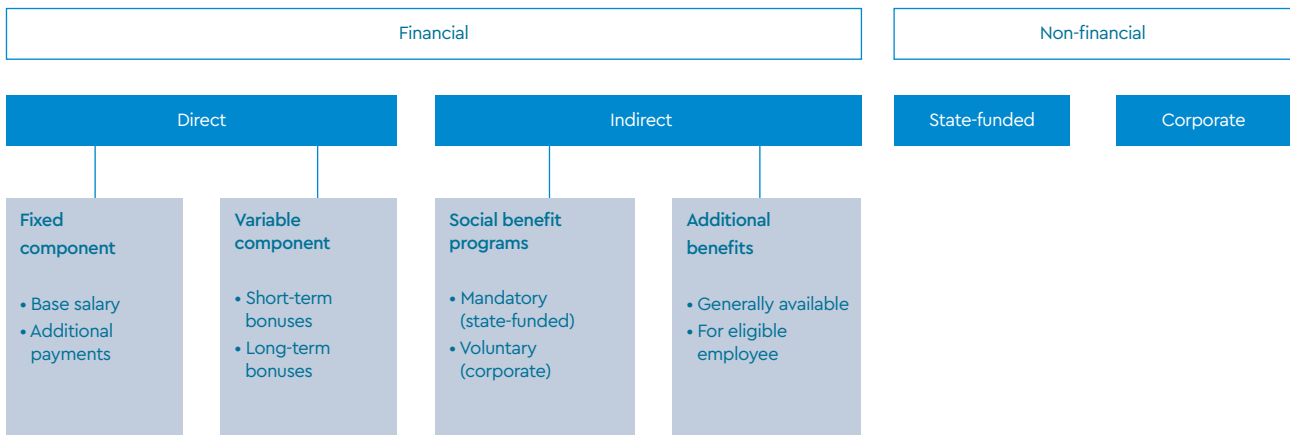 Financial
Non-financial
Direct
Indirect
State-funded
Corporate
Fixed
component
• Base salary
• Additional
payments
Variable
component
• Short-term
bonuses
• Long-term
bonuses
Social benefit
programs
• Mandatory
(state-funded)
• Voluntary
(corporate)
Additional
benefits
• Generally available
• For eligible
employee